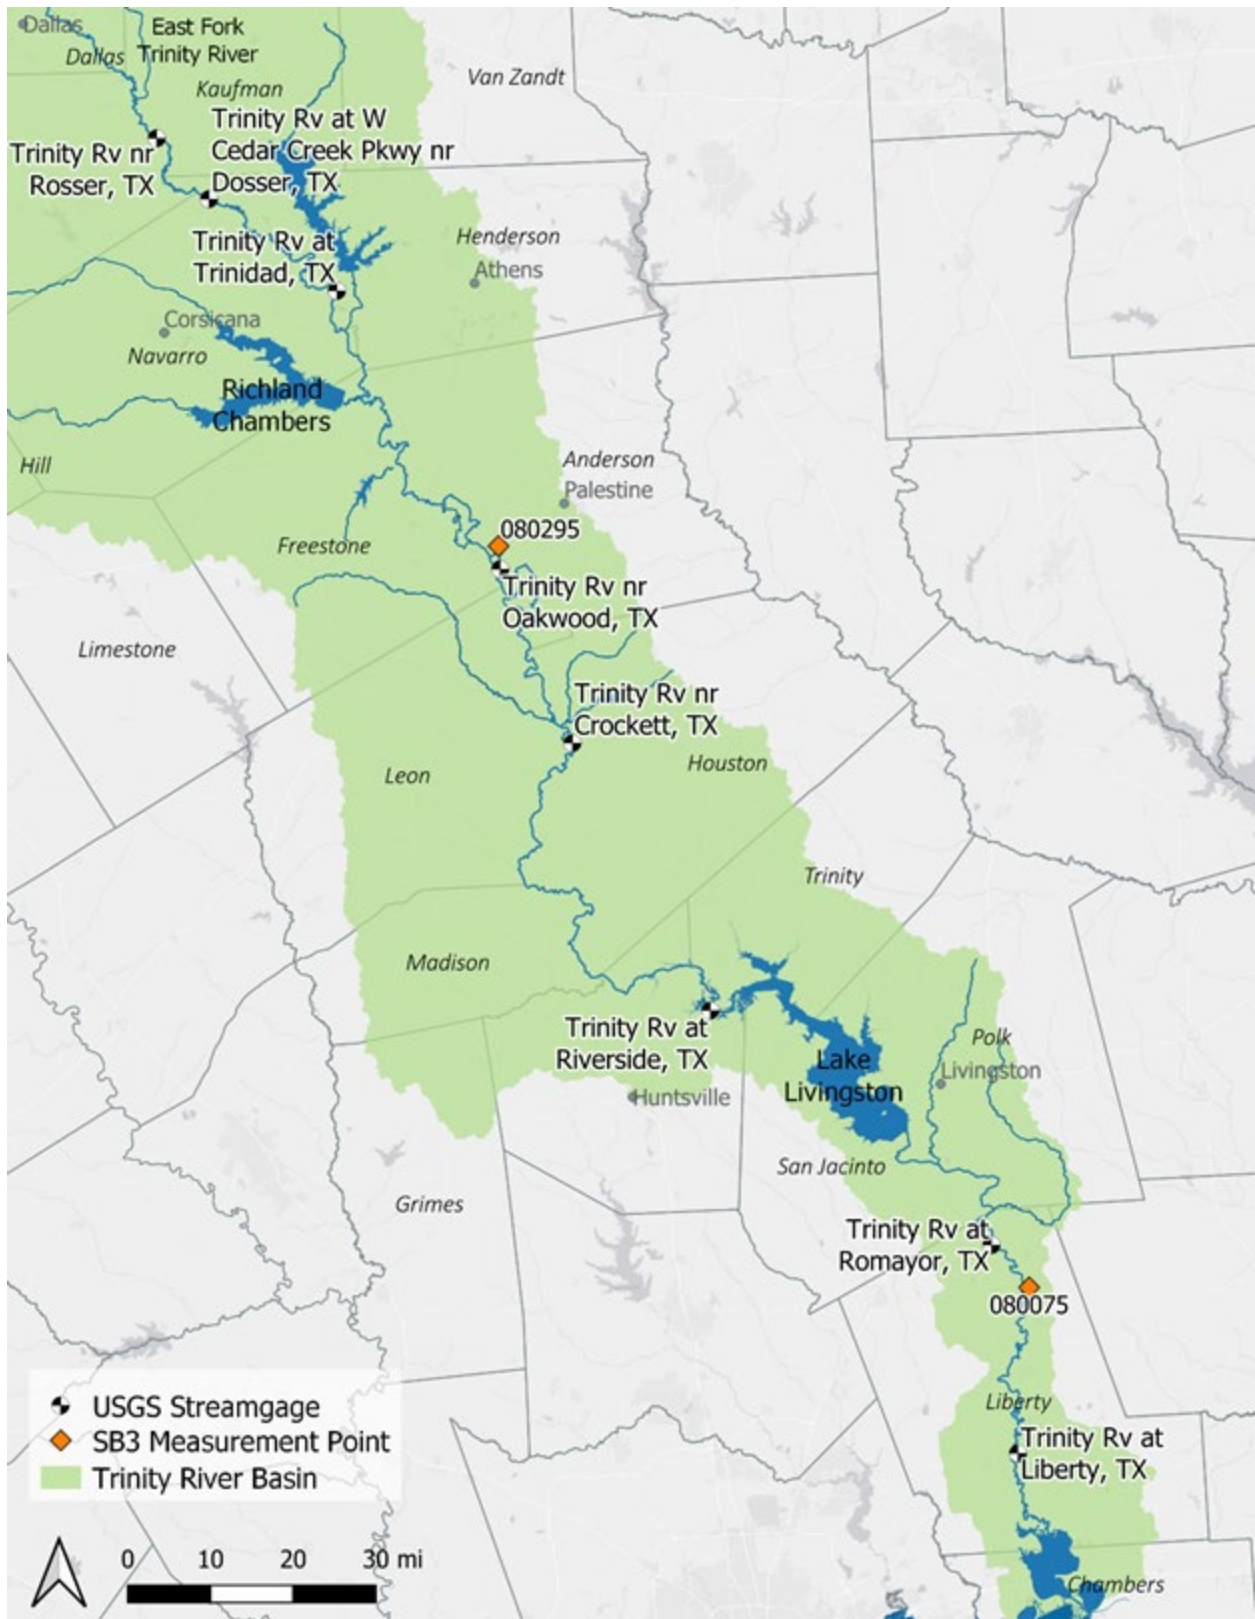 Dallas
East Fork
Trinity River
Dallas
Kaufman
Van Zandt
Trinity Rv at W
Cedar Creek Pkwy nr
Dosser, TX
Trinity Rv nr
Rosser, TX
Trinity Rv at
Trinidad, TX
Henderson
Athens
Corsicana
Navarro
Richland
Chambers
Hill
Anderson
Palestine
080295
Freestone
Trinity Rv nr
Oakwood, TX
Limestone
Trinity Rv nr
Crockett, TX
Houston
Leon
Trinity
Madison
Trinity Rv at
Riverside, TX
Polk
Livingston
Lake
Livingston
Huntsville
San Jacinto
Grimes
Trinity Rv at
Romayor, TX
080075
Liberty
Trinity Rv at
Liberty, TX
USGS Streamgage
SB3 Measurement Point
Trinity River Basin
0 10 20 30 mi
Chambers